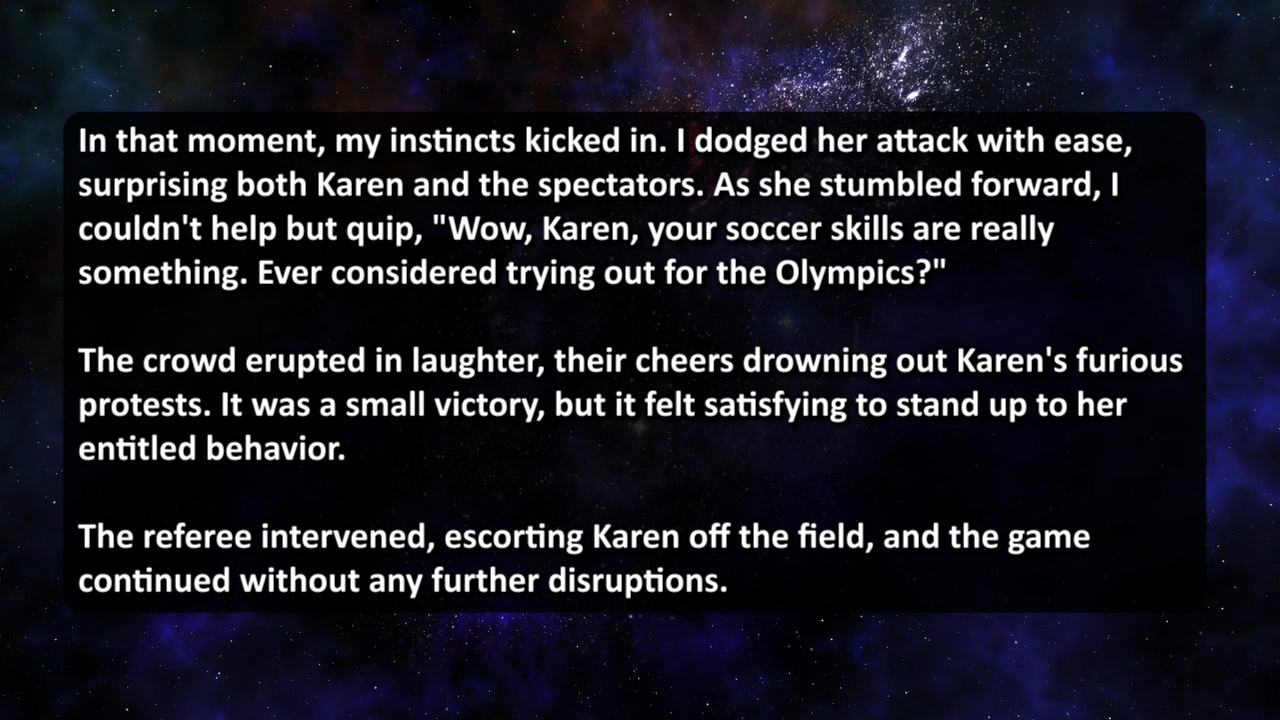 In that moment, my instincts kicked in. I dodged her attack with ease,
surprising both Karen and the spectators. As she stumbled forward, I
couldn't help but quip, "Wow, Karen, your soccer skills are really
something. Ever considered trying out for the Olympics?"
The crowd erupted in laughter, their cheers drowning out Karen's furious
protests. It was a small victory, but it felt satisfying to stand up to her
entitled behavior.
The referee intervened, escorting Karen off the field, and the game
continued without any further disruptions.